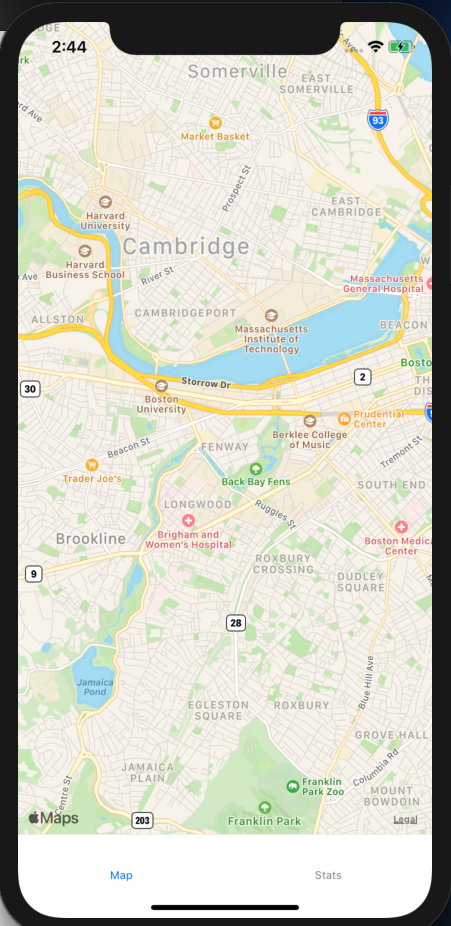 2:44
Somerville
EAST
SOMERVILLE
93
Market Basket
Prospect St
EAST
CAMBRIDGE
Harvard
University
Cambridge
Harvard
Business School
River St
Massachusetts
General Hospital
Ave
ALLSTON
CAMBRIDGEPORT
Massachusetts
Institute of
Technology
BEACON
Storrow Dr
2
30
Boston
University
Prudential
Center
Berklee College
of Music
Beacon St
FENWAY
Tremont St
Trader Joe's
Back Bay Fens
SOUTH END
LONGWOOD
Ruggles St
Brigham and
Women's Hospital
Brookline
Boston Medica
Center
ROXBURY
CROSSING
9
DUDLEY
SQUARE
28
Jamaica
Pond
Blue Hill Ave
EGLESTON
SQUARE
ROXBURY
GROVE HALL
JAMAICA
PLAIN
Columbia Rd
Franklin
Park Zoo
MOUNT
BOWDOIN
Centre St
Franklin Park
203
Maps
Legal
Map
Stats